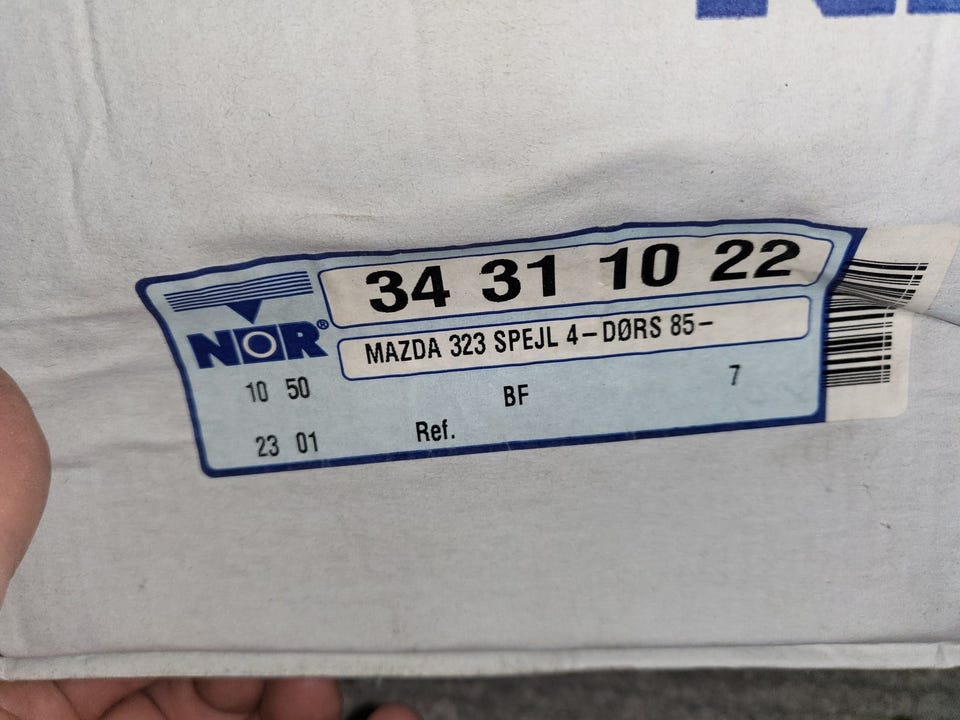 34 31 10 22
NOR®
MAZDA 323 SPEJL 4-DØRS 85-
10 50
BF
7
23 01
Ref.